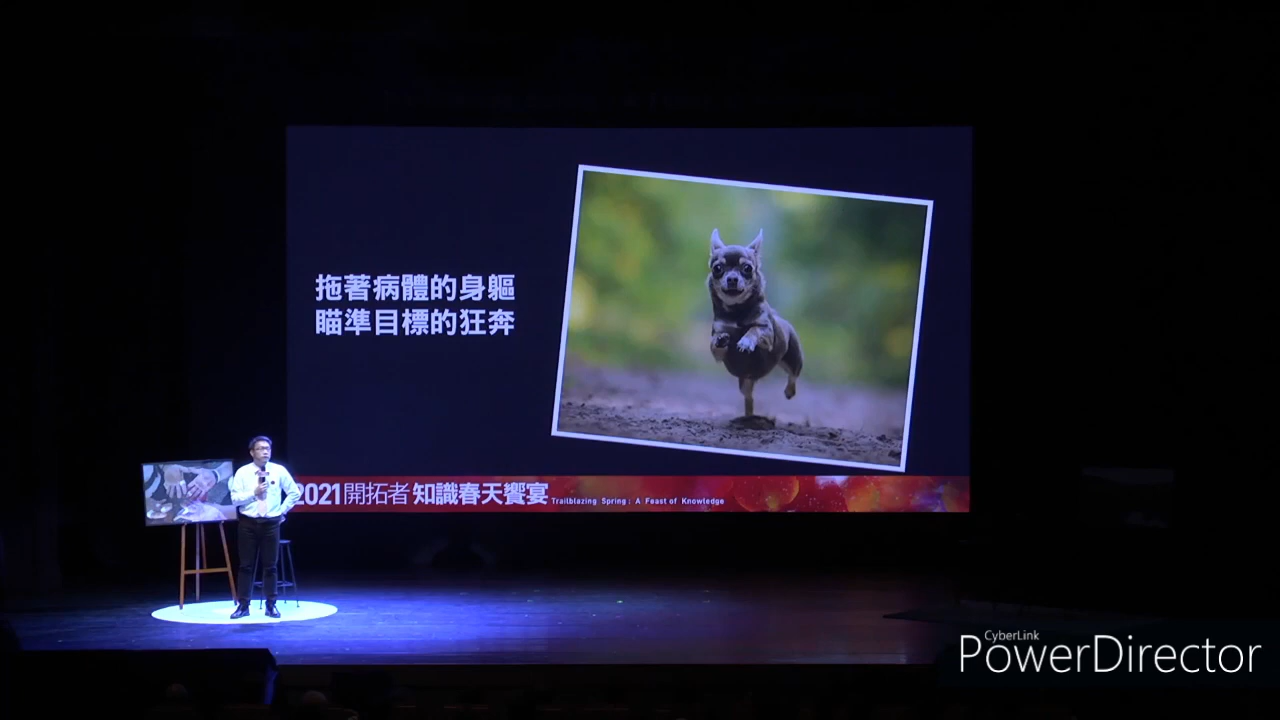 拖著病體的身軀
瞄準目標的狂奔
2021開拓者 知識春天饗宴 Trailblazing Spring : A Feast of Knowledge
CyberLink
PowerDirector